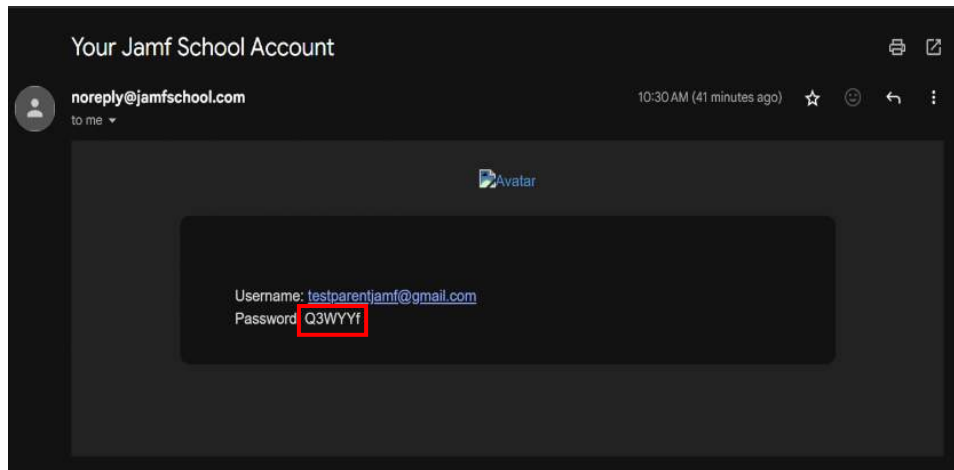 Your Jamf School Account
noreply@jamfschool.com
10:30 AM (41 minutes ago)
to me
Avatar
Username: testparentjamf@gmail.com
Password: Q3WYYf